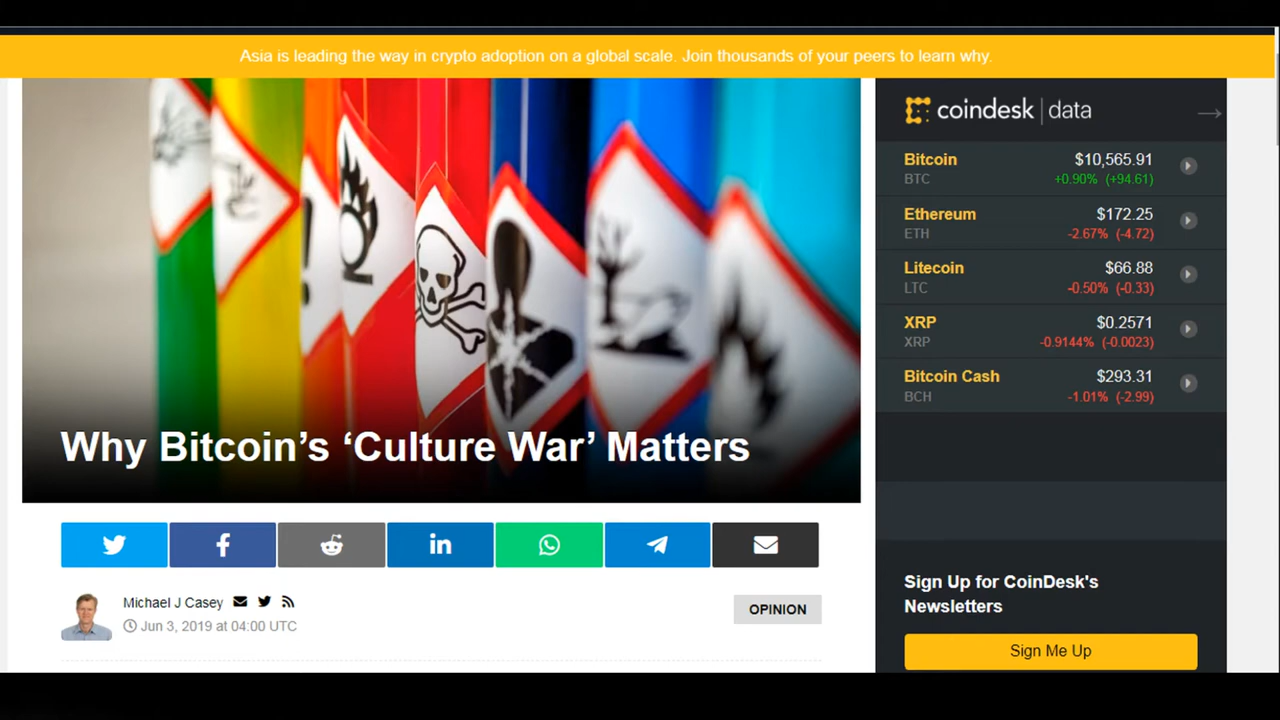 Asia is leading the way in crypto adoption on a global scale. Join thousands of your peers to learn why.
Why Bitcoin's ‘Culture War’ Matters
Michael J Casey
Jun 3, 2019 at 04:00 UTC
OPINION
coindesk | data
Bitcoin $10,565.91
BTC +0.90% (+94.61)
Ethereum $172.25
ETH -2.67% (-4.72)
Litecoin $66.88
LTC -0.50% (-0.33)
XRP $0.2571
XRP -0.9144% (-0.0023)
Bitcoin Cash $293.31
BCH -1.01% (-2.99)
Sign Up for CoinDesk's
Newsletters
Sign Me Up